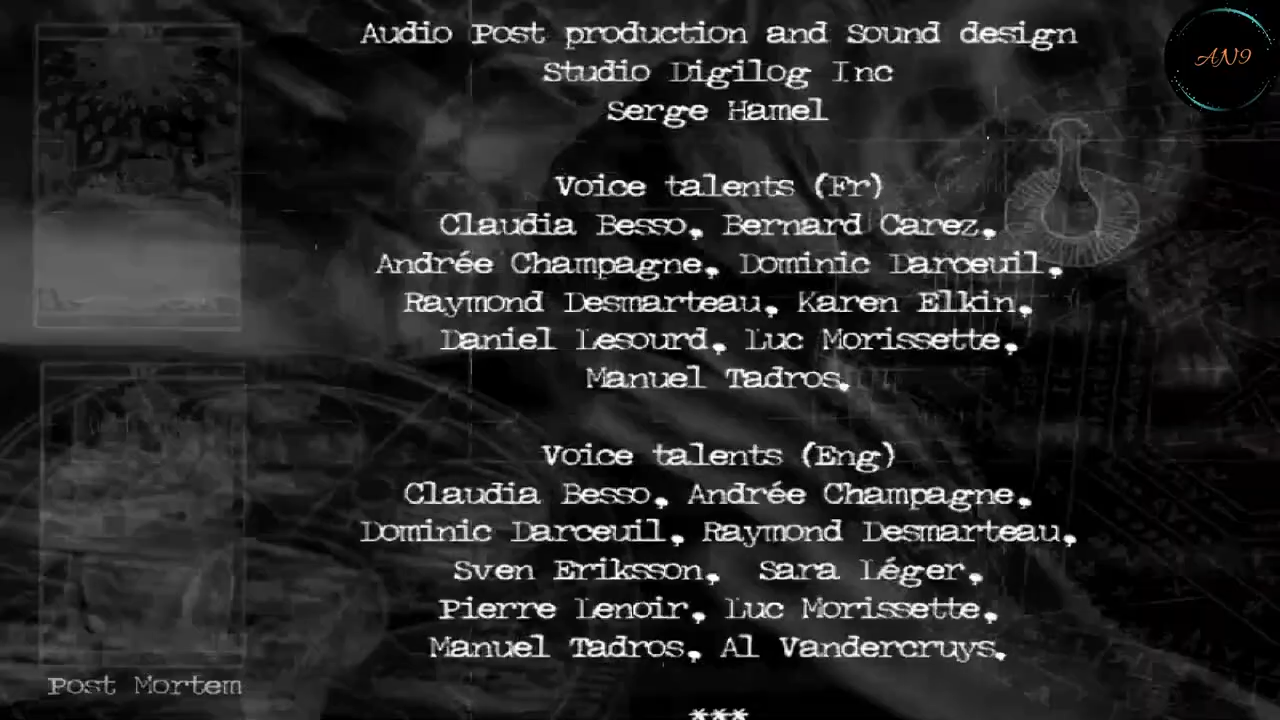 Audio Post production and Sound design
Studio Digilog Inc
Serge Hamel
Voice talents (Fr)
Claudia Besso, Bernard Carez,
Andrée Champagne, Dominic Darceuil,
Raymond Desmarteau, Karen Elkin,
Daniel Lesourd, Luc Morissette,
Manuel Tadros,
Voice talents (Eng)
Claudia Besso, Andrée Champagne,
Dominic Darceuil, Raymond Desmarteau,
Sven Eriksson, Sara Léger,
Pierre Lenoir, Luc Morissette,
Manuel Tadros, Al Vandercruys,
***
Post Mortem
AN9